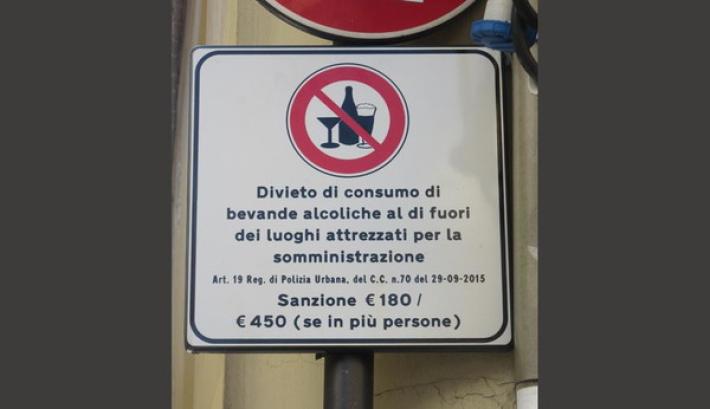 Divieto di consumo di
bevande alcoliche al di fuori
dei luoghi attrezzati per la
somministrazione
Art. 19 Reg. di Polizia Urbana, del C.C. n.70 del 29-09-2015
Sanzione € 180 /
€ 450 (se in più persone)